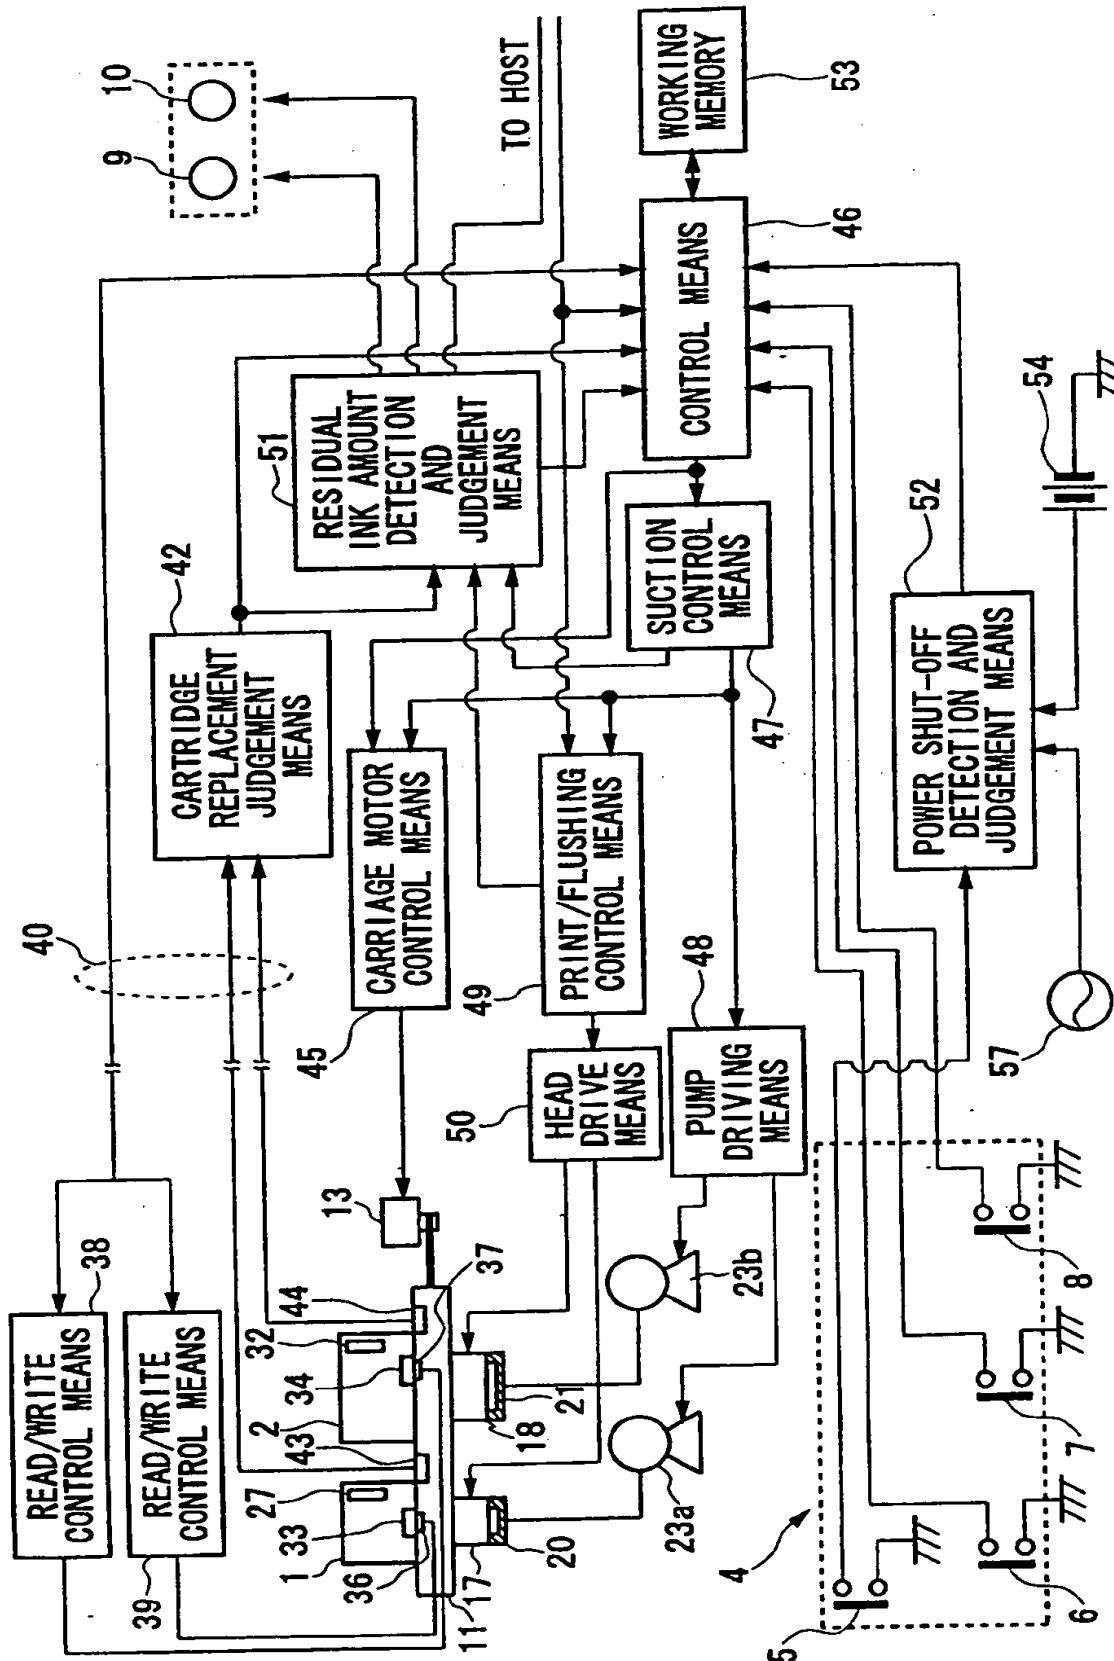 READ/WRITE
CONTROL MEANS
38
READ/WRITE
CONTROL MEANS
39
40
CARTRIDGE
REPLACEMENT
JUDGEMENT
MEANS
42
9
10
RESIDUAL
INK AMOUNT
DETECTION
AND
JUDGEMENT
MEANS
51
TO HOST
CARRIAGE MOTOR
CONTROL MEANS
45
13
1
27
33
36
43
2
32
34
44
37
11
17
20
18
21
PRINT/FLUSHING
CONTROL MEANS
49
HEAD
DRIVE
MEANS
50
SUCTION
CONTROL
MEANS
47
CONTROL MEANS
46
WORKING
MEMORY
53
PUMP
DRIVING
MEANS
48
23a
23b
POWER SHUT-OFF
DETECTION AND
JUDGEMENT MEANS
52
54
57
4
5
6
7
8